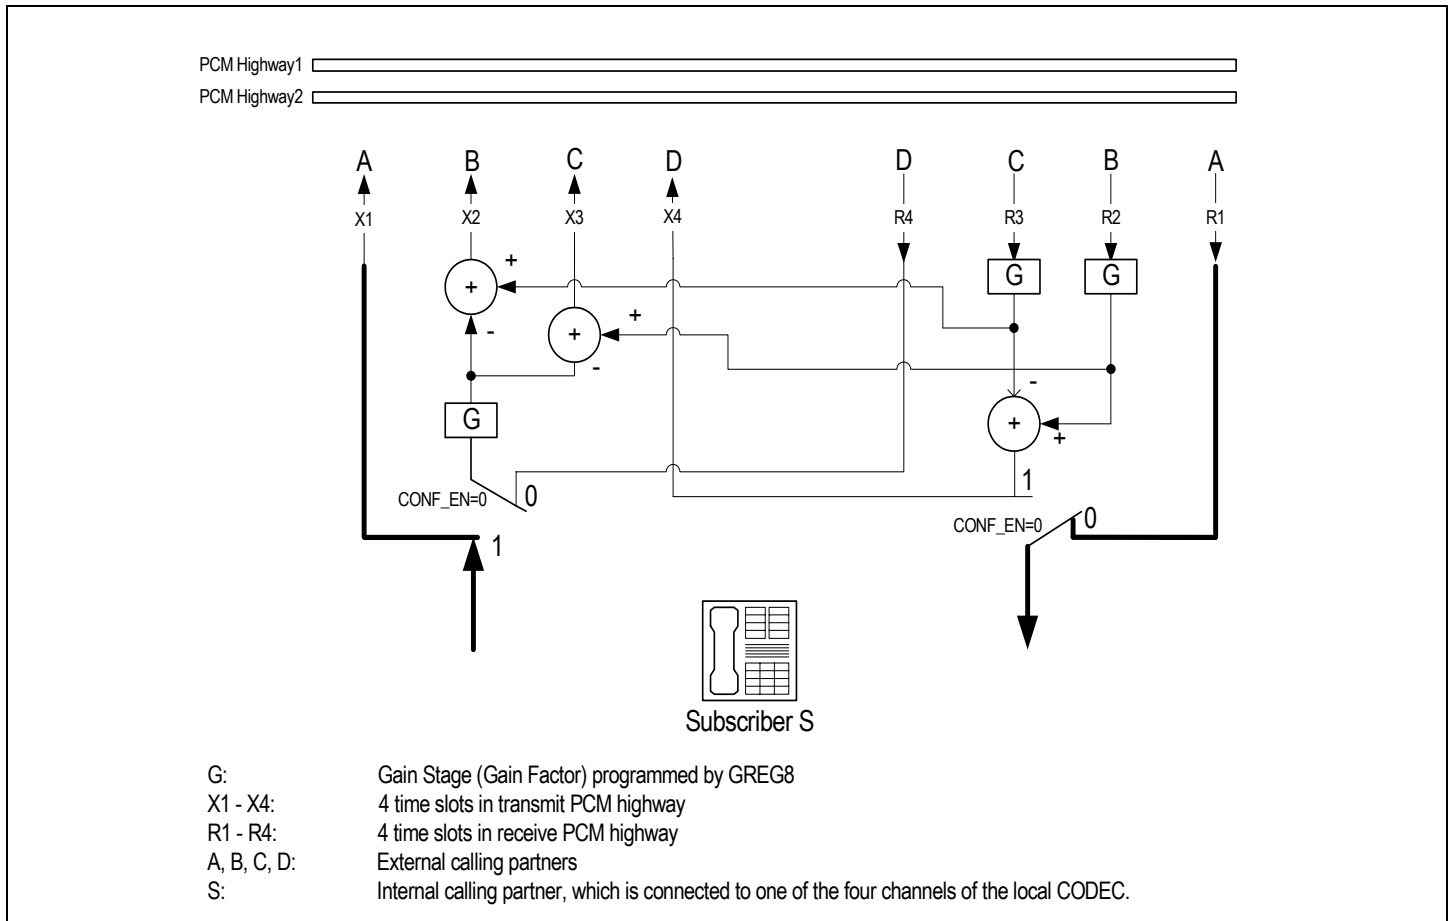 PCM Highway1
PCM Highway2
A B C D D C B A
X1 X2 X3 X4 R4 R3 R2 R1
+
+
-
G G
+
+
-
G
-
+
+
CONF_EN=0 0
1
1
CONF_EN=0 0
Subscriber S
G: Gain Stage (Gain Factor) programmed by GREG8
X1 - X4: 4 time slots in transmit PCM highway
R1 - R4: 4 time slots in receive PCM highway
A, B, C, D: External calling partners
S: Internal calling partner, which is connected to one of the four channels of the local CODEC.